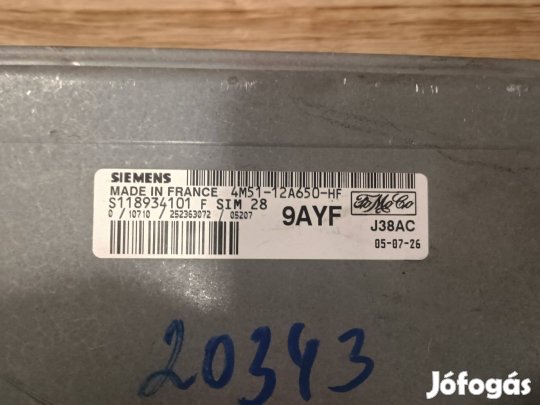 SIEMENS
MADE IN FRANCE 4M51-12A650-HF
S118934101 F SIM 28
0 / 10710 / 252363072 / 05207
9AYF
FoMoCo
J38AC
05-07-26
20343
Jófogás